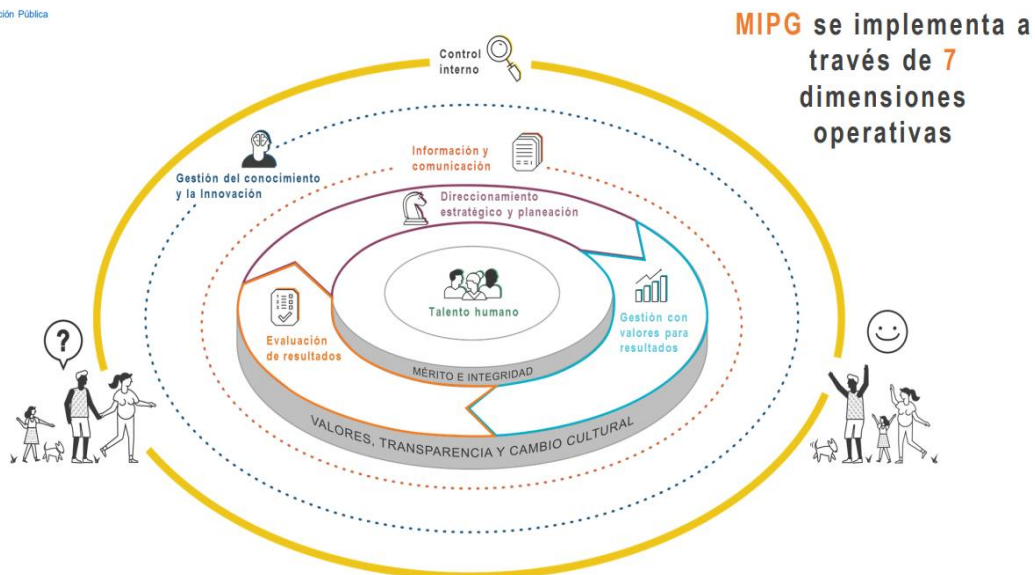 Pública
MIPG se implementa a
través de 7
dimensiones
operativas
Control
interno
Información y
comunicación
Gestión del conocimiento
y la Innovación
Direccionamiento
estratégico y planeación
Talento humano
Gestión con
valores para
resultados
Evaluación
de resultados
MÉRITO E INTEGRIDAD
VALORES, TRANSPARENCIA Y CAMBIO CULTURAL
?